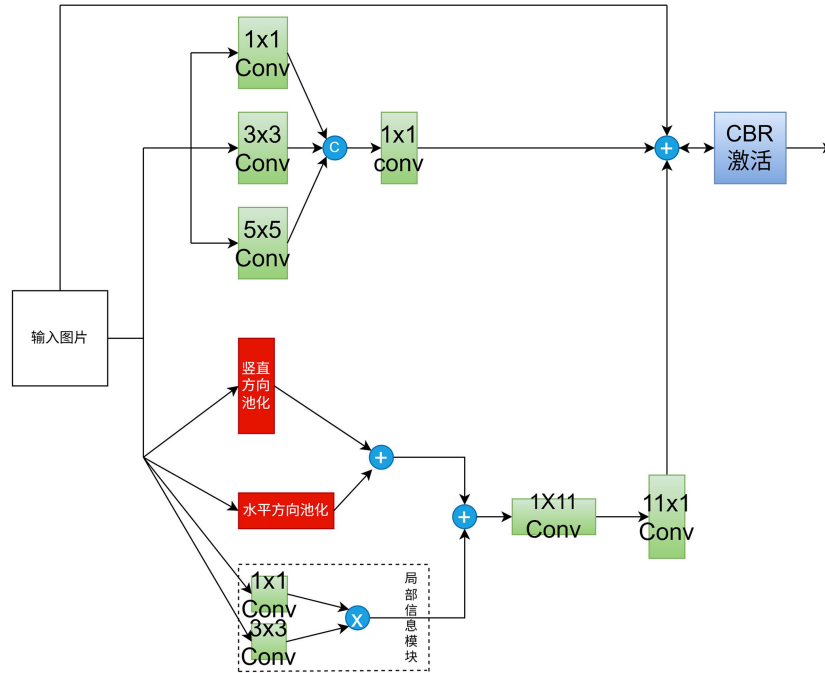 1x1
Conv
3x3
Conv
5x5
Conv
C
1x1
conv
+
CBR
激活
输入图片
竖直
方向
池化
水平方向池化
+
+
1X11
Conv
11x1
Conv
1x1
Conv
3x3
Conv
X
局
部
信
息
模
块